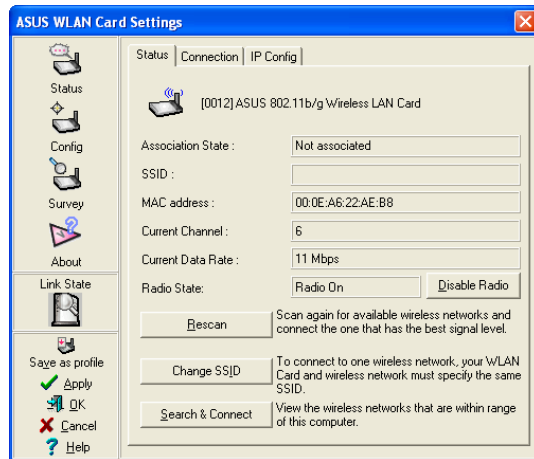 ASUS WLAN Card Settings
Status
Config
Survey
About
Link State
Save as profile
Apply
OK
Cancel
Help
Status
Connection
IP Config
[0012] ASUS 802.11b/g Wireless LAN Card
Association State :
Not associated
SSID :
MAC address :
00:0E:A6:22:AE:B8
Current Channel :
6
Current Data Rate :
11 Mbps
Radio State:
Radio On
Disable Radio
Rescan
Scan again for available wireless networks and
connect the one that has the best signal level.
Change SSID
To connect to one wireless network, your WLAN
Card and wireless network must specify the same
SSID.
Search & Connect
View the wireless networks that are within range
of this computer.